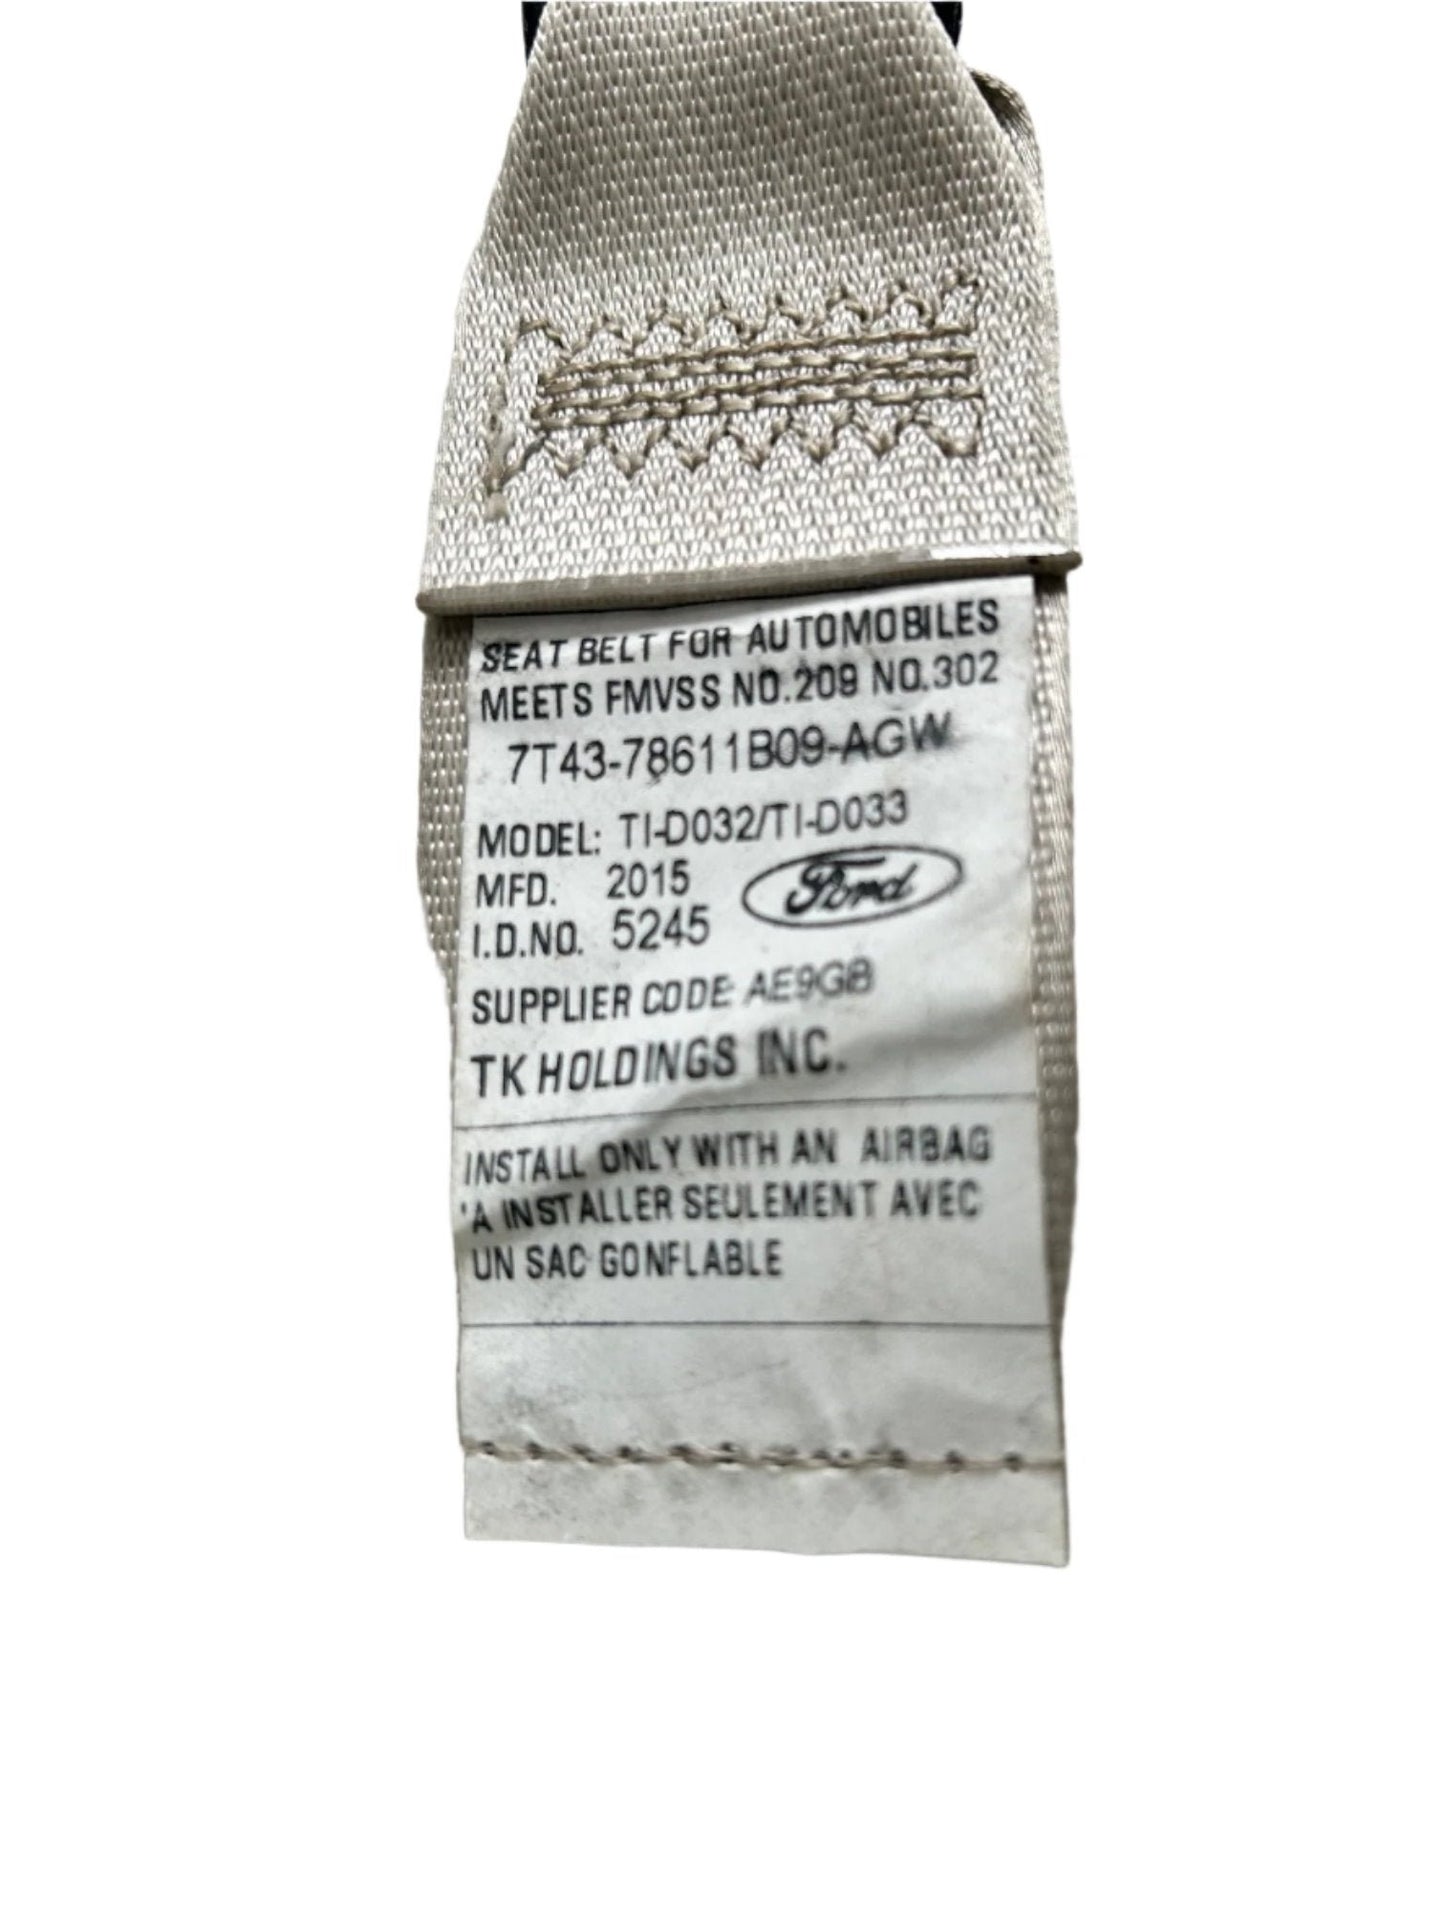 SEAT BELT FOR AUTOMOBILES
MEETS FMVSS NO.209 NO.302
7T43-78611B09-AGW
MODEL: TI-D032/TI-D033
MFD. 2015
I.D.NO. 5245
Ford
SUPPLIER CODE AE9GB
TK HOLDINGS INC.
INSTALL ONLY WITH AN AIRBAG
'A INSTALLER SEULEMENT AVEC
UN SAC GONFLABLE